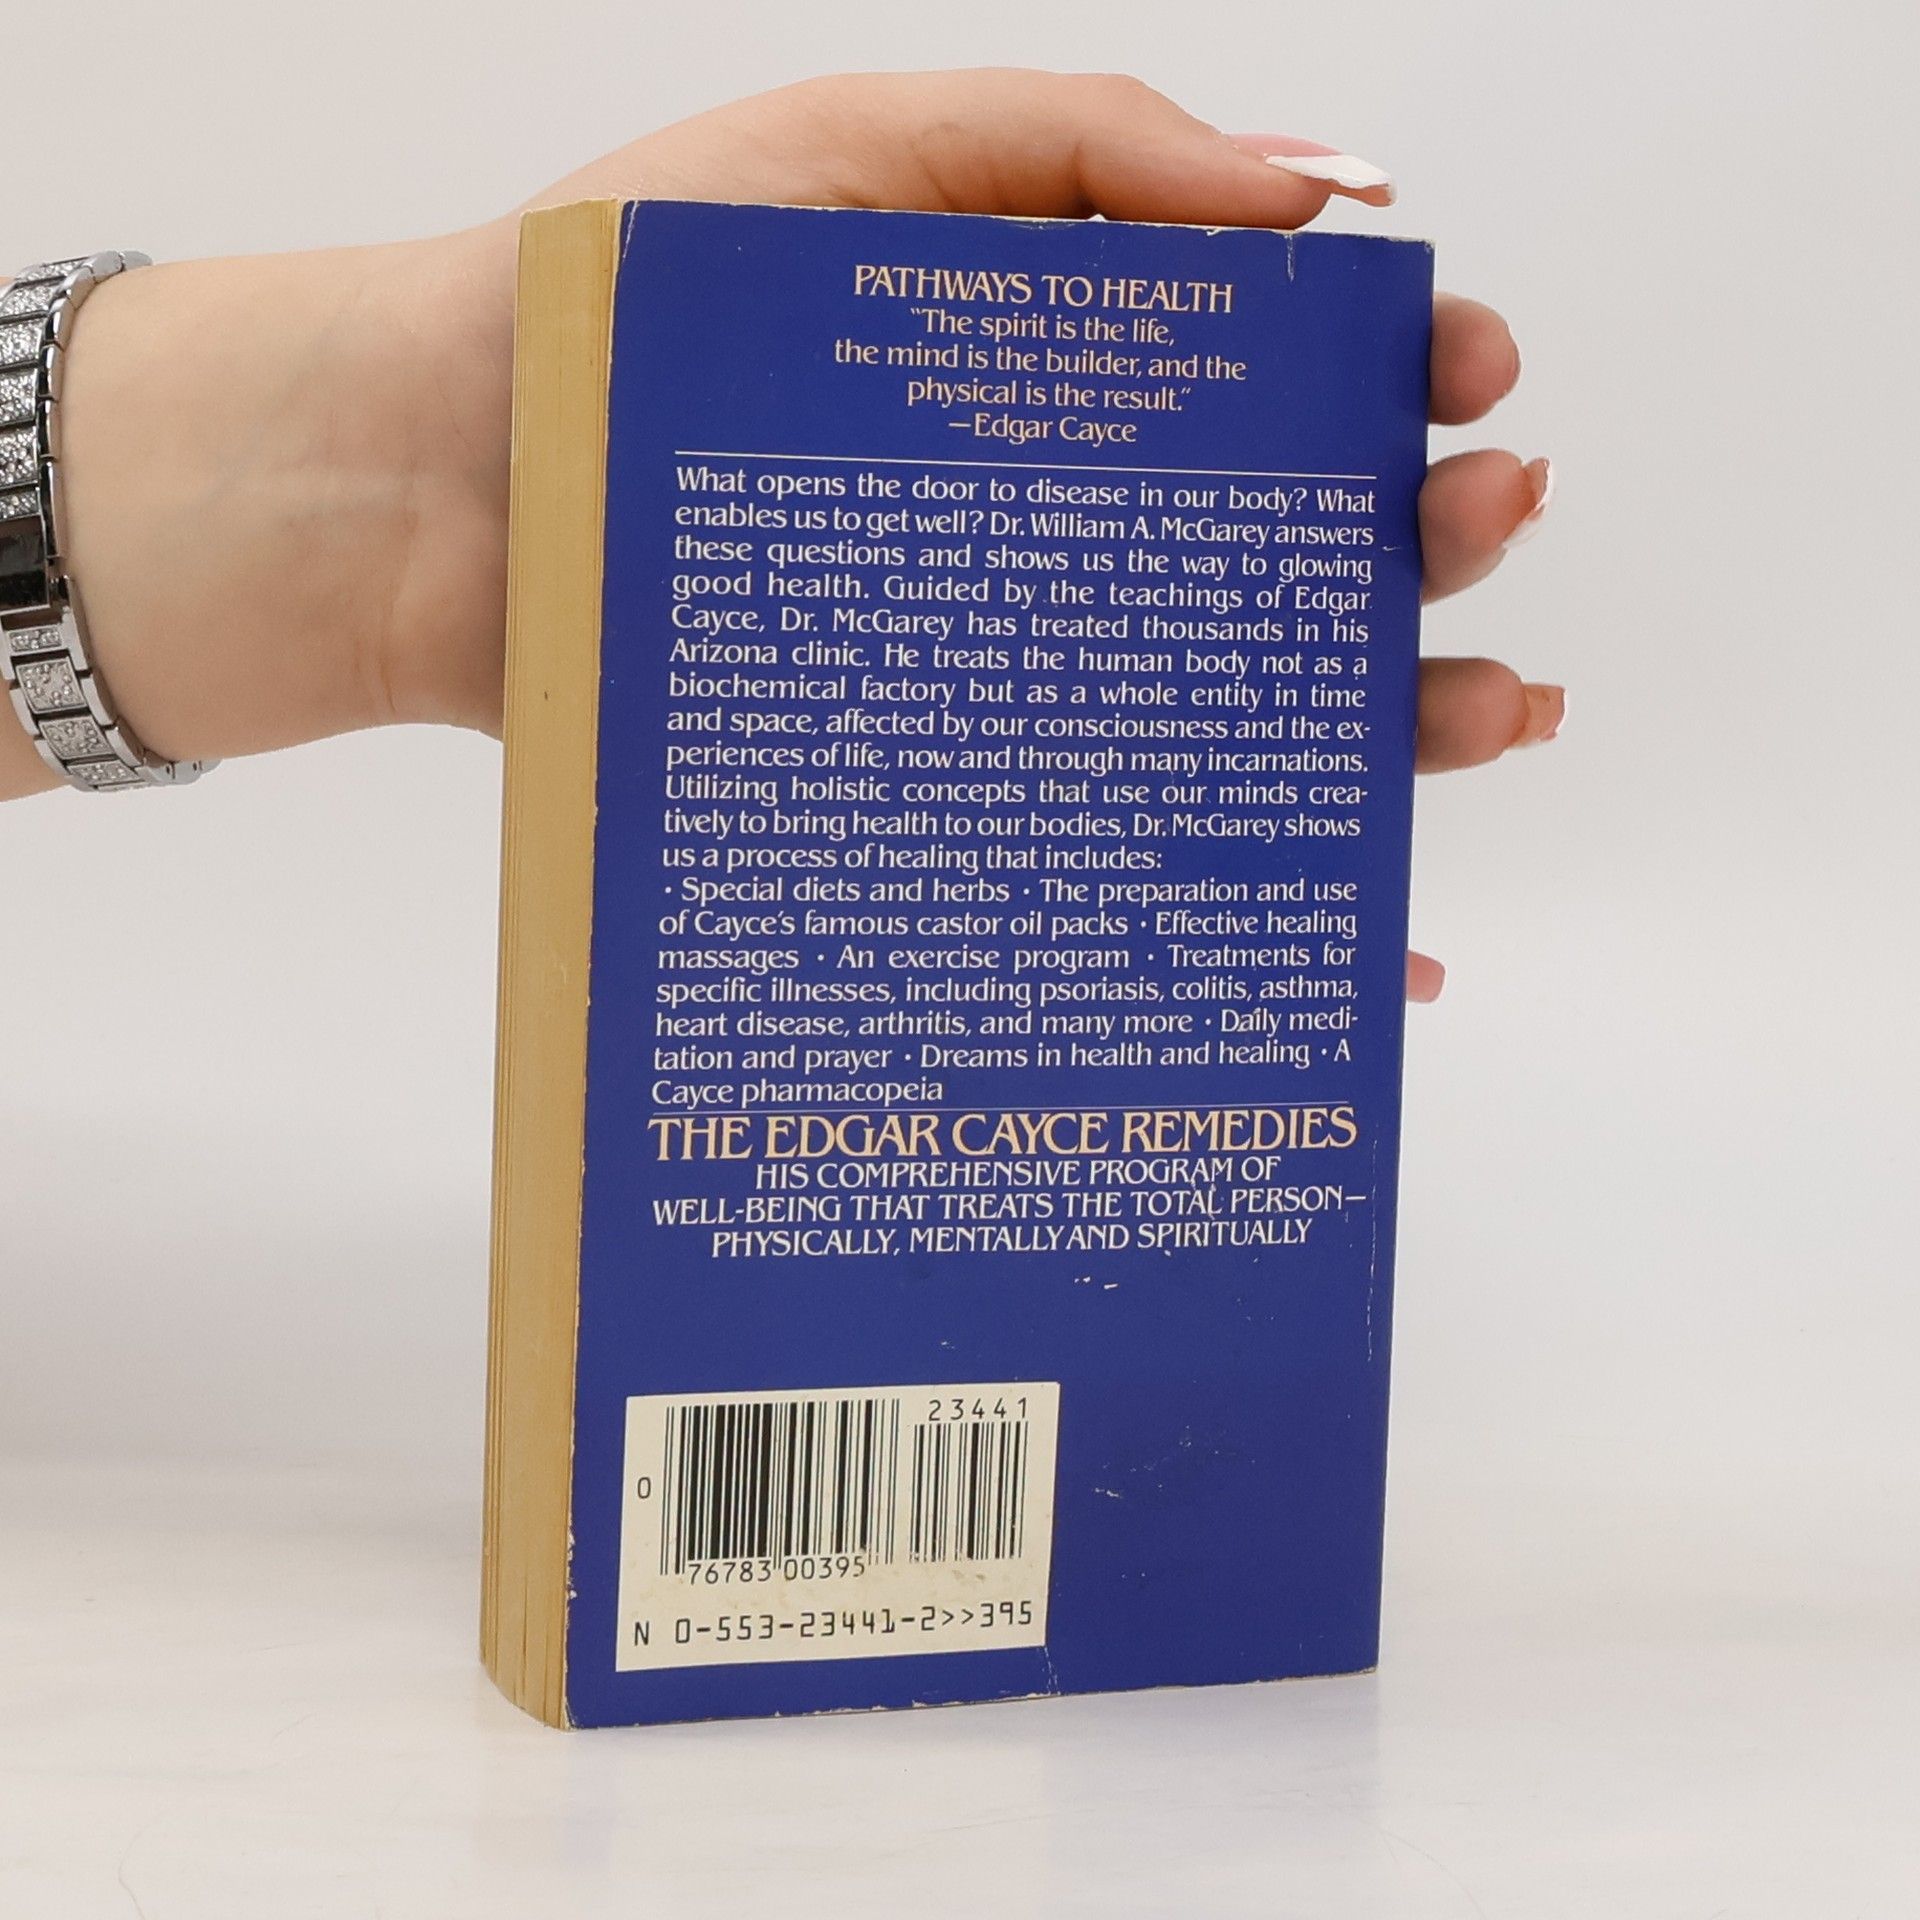 PATHWAYS TO HEALTH
"The spirit is the life,
the mind is the builder, and the
physical is the result."
—Edgar Cayce
What opens the door to disease in our body? What
enables us to get well? Dr. William A. McGarey answers
these questions and shows us the way to glowing
good health. Guided by the teachings of Edgar
Cayce, Dr. McGarey has treated thousands in his
Arizona clinic. He treats the human body not as a
biochemical factory but as a whole entity in time
and space, affected by our consciousness and the ex-
periences of life, now and through many incarnations.
Utilizing holistic concepts that use our minds crea-
tively to bring health to our bodies, Dr. McGarey shows
us a process of healing that includes:
• Special diets and herbs • The preparation and use
of Cayce's famous castor oil packs • Effective healing
massages • An exercise program • Treatments for
specific illnesses, including psoriasis, colitis, asthma,
heart disease, arthritis, and many more • Daily medi-
tation and prayer • Dreams in health and healing • A
Cayce pharmacopeia
THE EDGAR CAYCE REMEDIES
HIS COMPREHENSIVE PROGRAM OF
WELL-BEING THAT TREATS THE TOTAL PERSON—
PHYSICALLY, MENTALLY AND SPIRITUALLY
23441
0
76783 00395
N 0-553-23441-2>>395